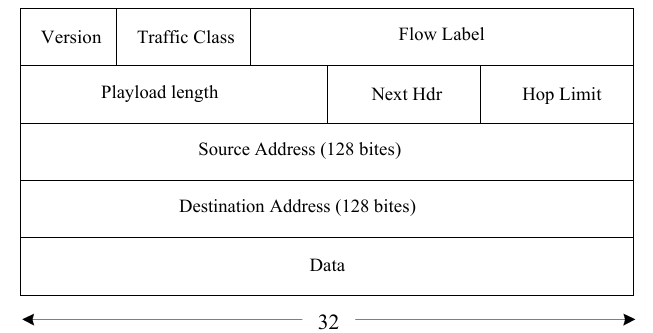 Version Traffic Class Flow Label
Playload length Next Hdr Hop Limit
Source Address (128 bites)
Destination Address (128 bites)
Data
32